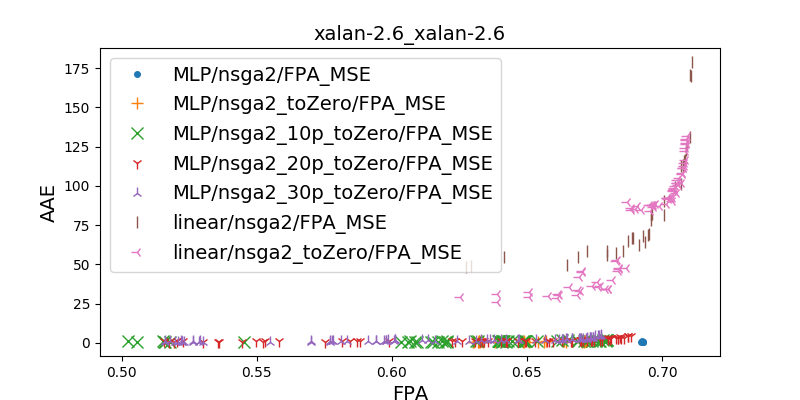 xalan-2.6_xalan-2.6
MLP/nsga2/FPA_MSE
MLP/nsga2_toZero/FPA_MSE
MLP/nsga2_10p_toZero/FPA_MSE
MLP/nsga2_20p_toZero/FPA_MSE
MLP/nsga2_30p_toZero/FPA_MSE
linear/nsga2/FPA_MSE
linear/nsga2_toZero/FPA_MSE
AAE
175
150
125
100
75
50
25
0
0.50 0.55 0.60 0.65 0.70
FPA